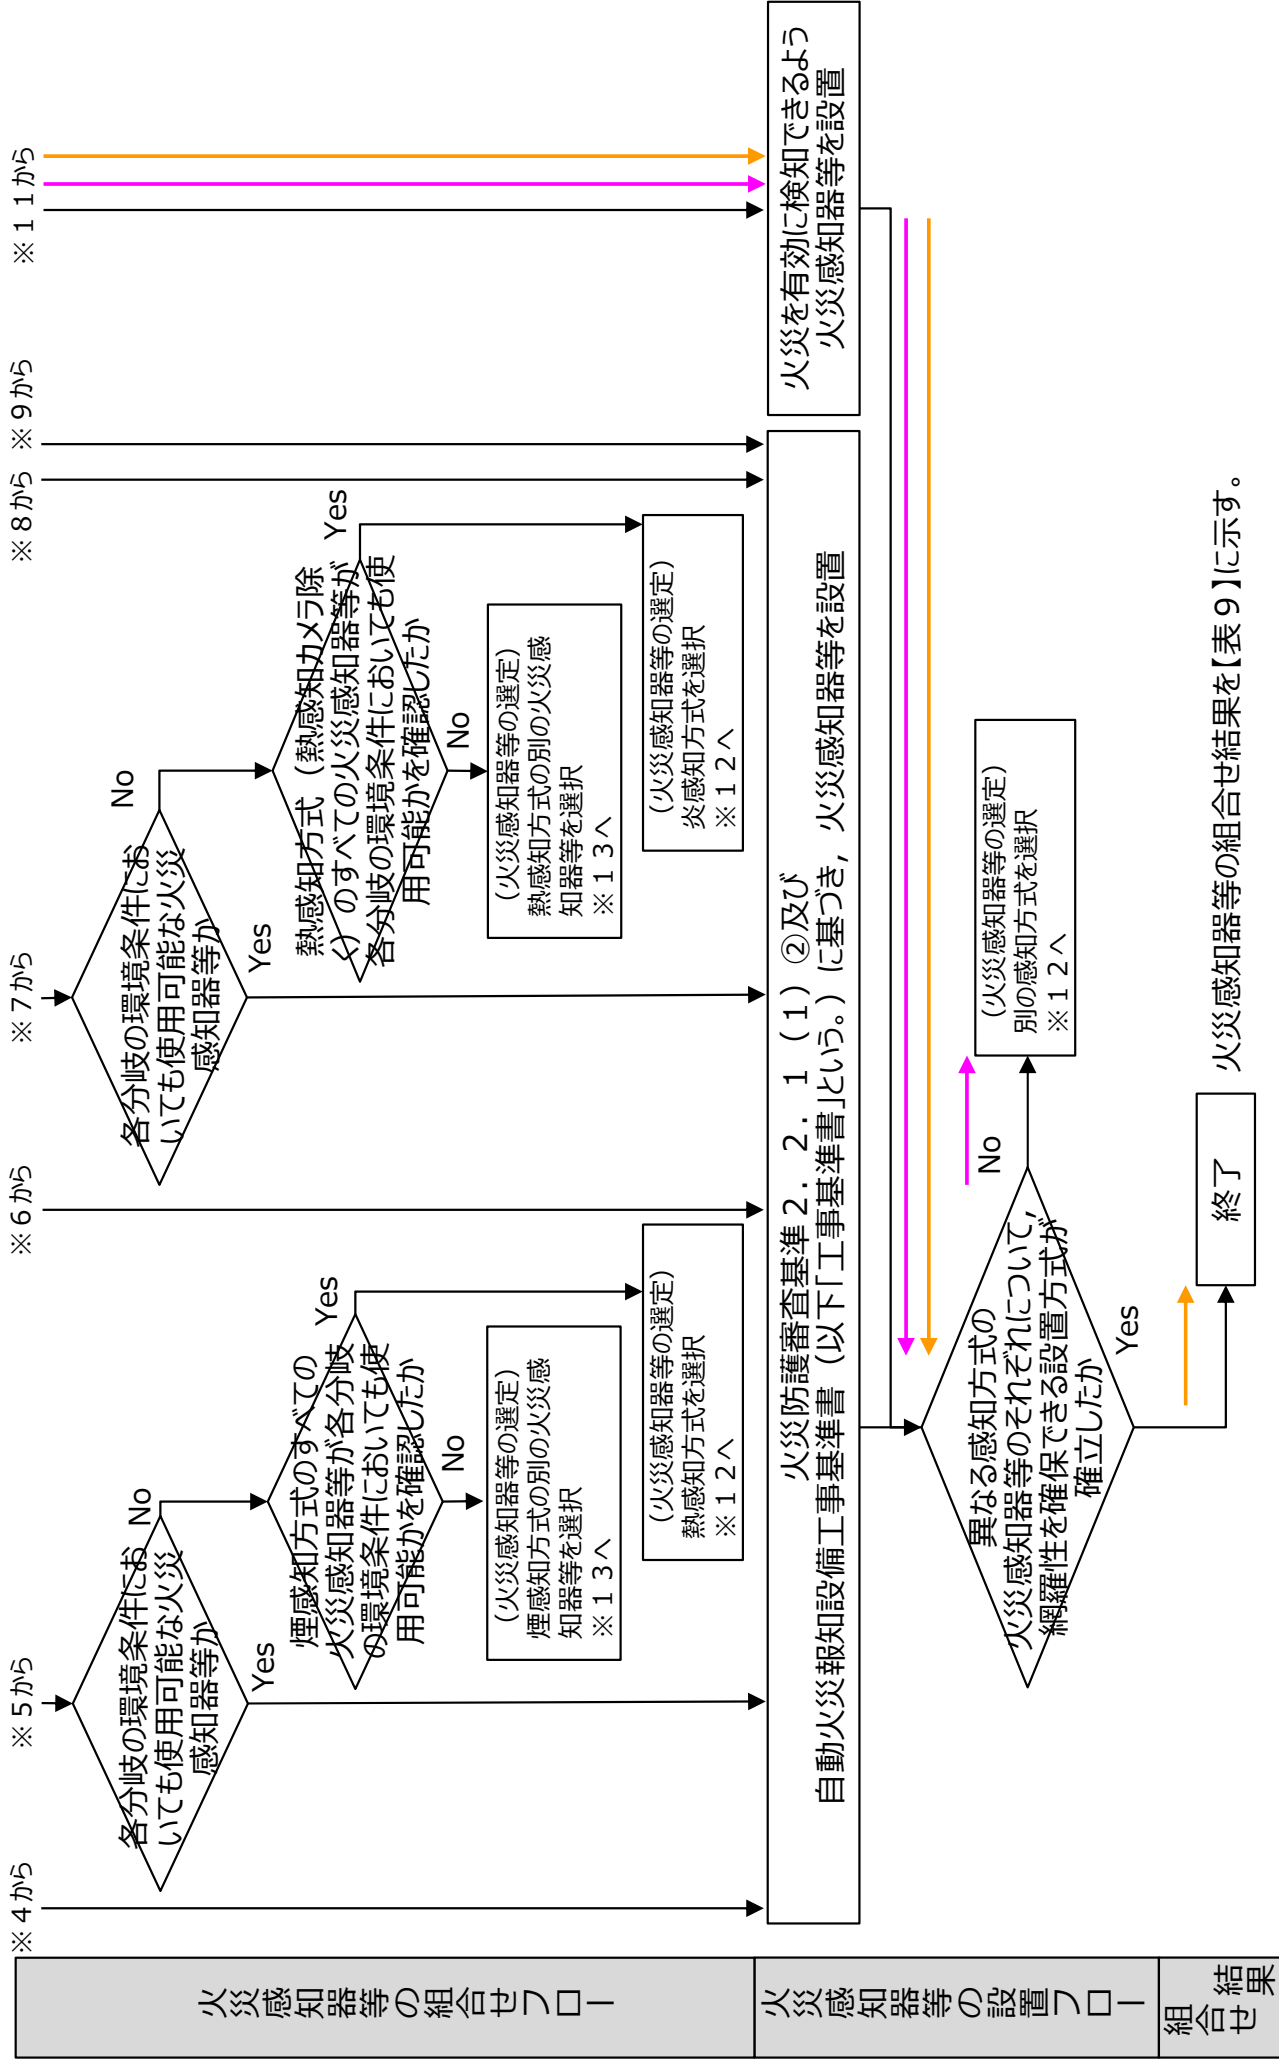 ※４から
※５から
※６から
※７から
※８から
※９から
※１１から
火災感知器等の組合せフロー
各分岐の環境条件にお
いても使用可能な火災
感知器等か
No
Yes
煙感知方式のすべての
火災感知器等が各分岐
の環境条件においても使
用可能かを確認したか
Yes
No
（火災感知器等の選定）
煙感知方式の別の火災感
知器等を選択
※１３へ
（火災感知器等の選定）
熱感知方式を選択
※１２へ
各分岐の環境条件にお
いても使用可能な火災
感知器等か
No
Yes
熱感知方式（熱感知カメラ除
く）のすべての火災感知器等が
各分岐の環境条件においても使
用可能かを確認したか
Yes
No
（火災感知器等の選定）
熱感知方式の別の火災感
知器等を選択
※１３へ
（火災感知器等の選定）
炎感知方式を選択
※１２へ
火災感知器等の設置フロー
火災防護審査基準２．２．１（１）②及び
自動火災報知設備工事基準書（以下「工事基準書」という。）に基づき，火災感知器等を設置
火災を有効に検知できるよう
火災感知器等を設置
異なる感知方式の
火災感知器等のそれぞれについて，
網羅性を確保できる設置方式が
確立したか
No
Yes
（火災感知器等の選定）
別の感知方式を選択
※１２へ
組合せ
結果
終了
火災感知器等の組合せ結果を【表９】に示す。